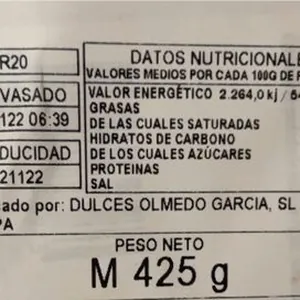 R20
DATOS NUTRICIONALE
VALORES MEDIOS POR CADA 100G DE P
VASADO
VALOR ENERGÉTICO 2.264,0 kj / 54
GRASAS
122 06:39
DE LAS CUALES SATURADAS
HIDRATOS DE CARBONO
DUCIDAD
DE LOS CUALES AZÚCARES
PROTEINAS
21122
SAL
ado por: DULCES OLMEDO GARCIA, SL
PA
PESO NETO
M 425 g